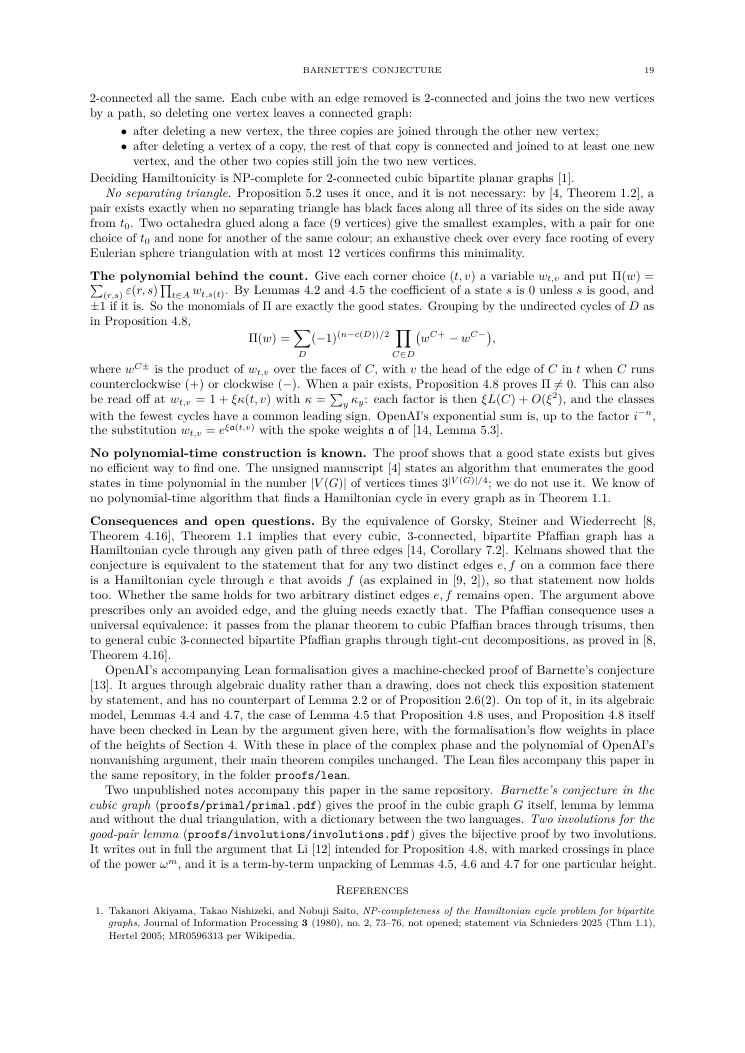 BARNETTE'S CONJECTURE 19
2-connected all the same. Each cube with an edge removed is 2-connected and joins the two new vertices
by a path, so deleting one vertex leaves a connected graph:
• after deleting a new vertex, the three copies are joined through the other new vertex;
• after deleting a vertex of a copy, the rest of that copy is connected and joined to at least one new
vertex, and the other two copies still join the two new vertices.
Deciding Hamiltonicity is NP-complete for 2-connected cubic bipartite planar graphs [1].
No separating triangle. Proposition 5.2 uses it once, and it is not necessary: by [4, Theorem 1.2], a
pair exists exactly when no separating triangle has black faces along all three of its sides on the side away
from t₀. Two octahedra glued along a face (9 vertices) give the smallest examples, with a pair for one
choice of t₀ and none for another of the same colour; an exhaustive check over every face rooting of every
Eulerian sphere triangulation with at most 12 vertices confirms this minimality.
The polynomial behind the count. Give each corner choice (t, v) a variable w_{t,v} and put Π(w) =
∑_{(r,s)} ε(r, s) ∏_{t∈A} w_{t,s(t)}. By Lemmas 4.2 and 4.5 the coefficient of a state s is 0 unless s is good, and
±1 if it is. So the monomials of Π are exactly the good states. Grouping by the undirected cycles of D as
in Proposition 4.8,
Π(w) = ∑_D (−1)^{(n−c(D))/2} ∏_{C∈D} (w^{C+} − w^{C−}),
where w^{C±} is the product of w_{t,v} over the faces of C, with v the head of the edge of C in t when C runs
counterclockwise (+) or clockwise (−). When a pair exists, Proposition 4.8 proves Π ≠ 0. This can also
be read off at w_{t,v} = 1 + ξκ(t, v) with κ = ∑_y κ_y: each factor is then ξL(C) + O(ξ²), and the classes
with the fewest cycles have a common leading sign. OpenAI's exponential sum is, up to the factor i^{−n},
the substitution w_{t,v} = e^{ξ𝔞(t,v)} with the spoke weights 𝔞 of [14, Lemma 5.3].
No polynomial-time construction is known. The proof shows that a good state exists but gives
no efficient way to find one. The unsigned manuscript [4] states an algorithm that enumerates the good
states in time polynomial in the number |V(G)| of vertices times 3^{|V(G)|/4}; we do not use it. We know of
no polynomial-time algorithm that finds a Hamiltonian cycle in every graph as in Theorem 1.1.
Consequences and open questions. By the equivalence of Gorsky, Steiner and Wiederrecht [8,
Theorem 4.16], Theorem 1.1 implies that every cubic, 3-connected, bipartite Pfaffian graph has a
Hamiltonian cycle through any given path of three edges [14, Corollary 7.2]. Kelmans showed that the
conjecture is equivalent to the statement that for any two distinct edges e, f on a common face there
is a Hamiltonian cycle through e that avoids f (as explained in [9, 2]), so that statement now holds
too. Whether the same holds for two arbitrary distinct edges e, f remains open. The argument above
prescribes only an avoided edge, and the gluing needs exactly that. The Pfaffian consequence uses a
universal equivalence: it passes from the planar theorem to cubic Pfaffian braces through trisums, then
to general cubic 3-connected bipartite Pfaffian graphs through tight-cut decompositions, as proved in [8,
Theorem 4.16].
OpenAI's accompanying Lean formalisation gives a machine-checked proof of Barnette's conjecture
[13]. It argues through algebraic duality rather than a drawing, does not check this exposition statement
by statement, and has no counterpart of Lemma 2.2 or of Proposition 2.6(2). On top of it, in its algebraic
model, Lemmas 4.4 and 4.7, the case of Lemma 4.5 that Proposition 4.8 uses, and Proposition 4.8 itself
have been checked in Lean by the argument given here, with the formalisation's flow weights in place
of the heights of Section 4. With these in place of the complex phase and the polynomial of OpenAI's
nonvanishing argument, their main theorem compiles unchanged. The Lean files accompany this paper in
the same repository, in the folder proofs/lean.
Two unpublished notes accompany this paper in the same repository. Barnette's conjecture in the
cubic graph (proofs/primal/primal.pdf) gives the proof in the cubic graph G itself, lemma by lemma
and without the dual triangulation, with a dictionary between the two languages. Two involutions for the
good-pair lemma (proofs/involutions/involutions.pdf) gives the bijective proof by two involutions.
It writes out in full the argument that Li [12] intended for Proposition 4.8, with marked crossings in place
of the power ω^m, and it is a term-by-term unpacking of Lemmas 4.5, 4.6 and 4.7 for one particular height.
References
1. Takanori Akiyama, Takao Nishizeki, and Nobuji Saito, NP-completeness of the Hamiltonian cycle problem for bipartite
graphs, Journal of Information Processing 3 (1980), no. 2, 73–76, not opened; statement via Schnieders 2025 (Thm 1.1),
Hertel 2005; MR0596313 per Wikipedia.